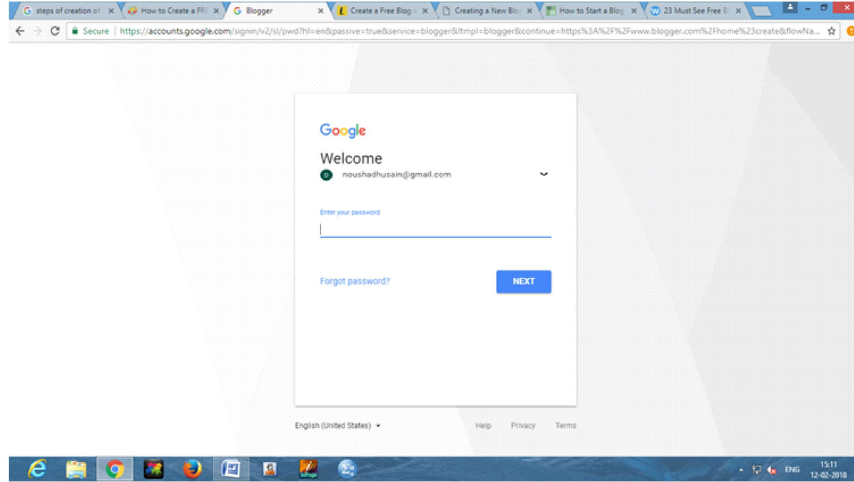 steps of creation of
How to Create a FRE
Blogger
Create a Free Blog a
Creating a New Blog
How to Start a Blog
23 Must See Free B
Secure https://accounts.google.com/signin/v2/sl/pwd?hl=en&passive=true&service=blogger&ltmpl=blogger&continue=https%3A%2F%2Fwww.blogger.com%2Fhome%23create&flowNa...
Google
Welcome
noushadhusain@gmail.com
Enter your password
Forgot password?
NEXT
English (United States)
Help Privacy Terms
ENG
15:11
12-02-2018